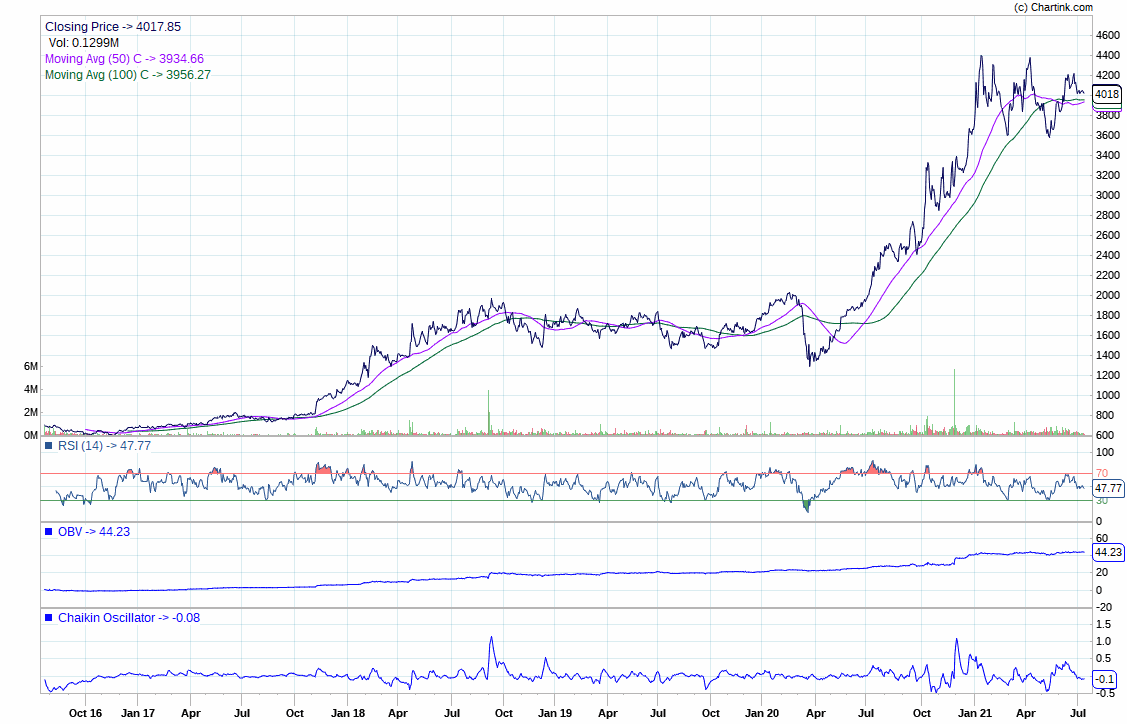 (c) Chartink.com
Closing Price -> 4017.85
Vol: 0.1299M
Moving Avg (50) C -> 3934.66
Moving Avg (100) C -> 3956.27
4600
4400
4200
4018
3800
3600
3400
3200
3000
2800
2600
2400
2200
2000
1800
1600
1400
1200
1000
800
600
6M
4M
2M
0M
RSI (14) -> 47.77
100
70
47.77
30
0
OBV -> 44.23
60
44.23
20
0
-20
Chaikin Oscillator -> -0.08
1.5
1.0
0.5
-0.1
-0.5
Oct 16 Jan 17 Apr Jul Oct Jan 18 Apr Jul Oct Jan 19 Apr Jul Oct Jan 20 Apr Jul Oct Jan 21 Apr Jul